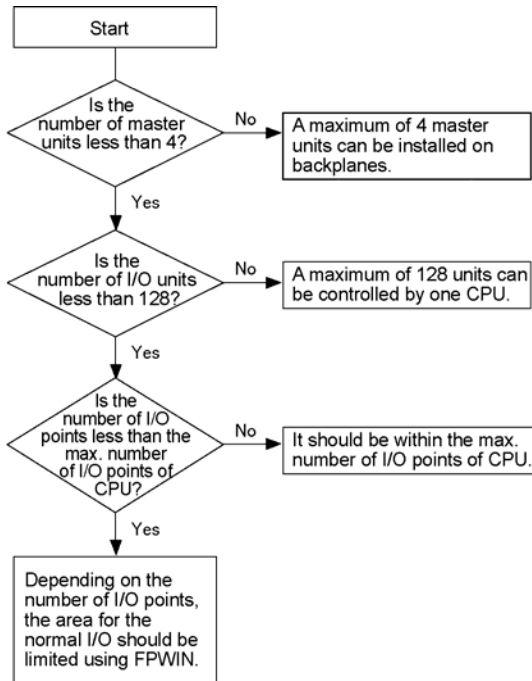 Start
Is the
number of master
units less than 4?
No
A maximum of 4 master
units can be installed on
backplanes.
Yes
Is the
number of I/O units
less than 128?
No
A maximum of 128 units can
be controlled by one CPU.
Yes
Is the
number of I/O
points less than the
max. number
of I/O points of
CPU?
No
It should be within the max.
number of I/O points of CPU.
Yes
Depending on the
number of I/O points,
the area for the
normal I/O should be
limited using FPWIN.